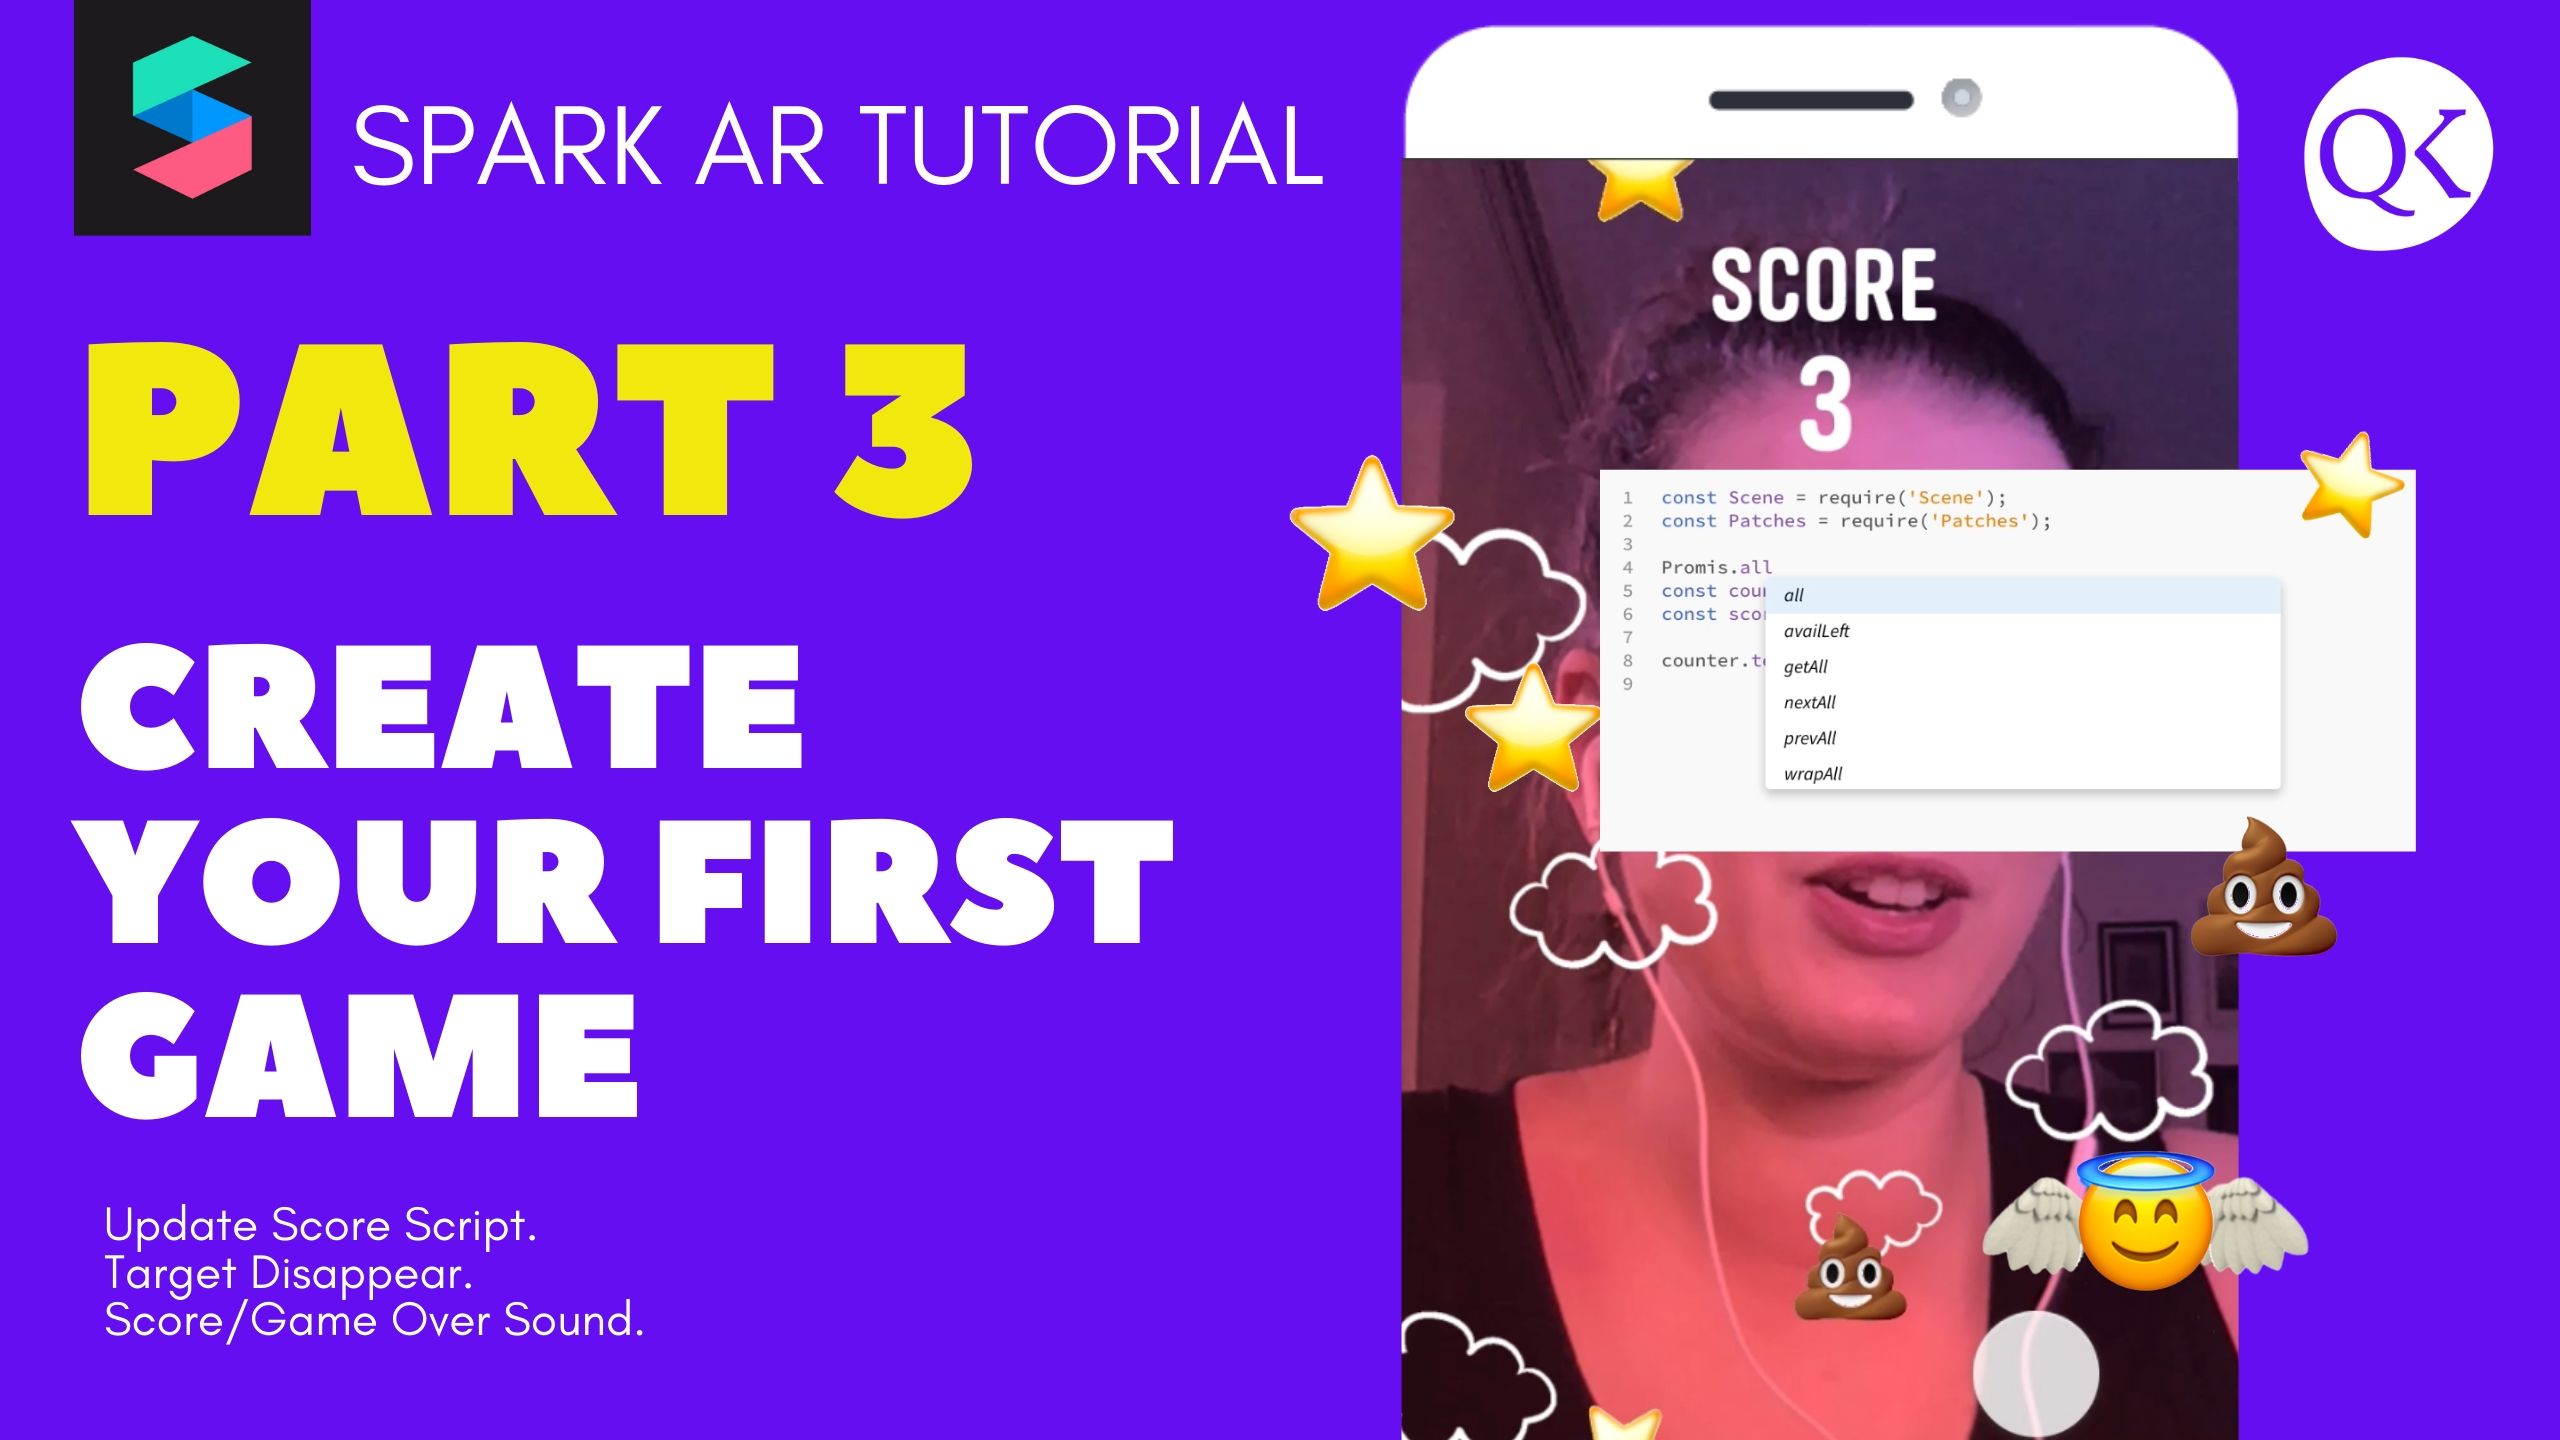 SPARK AR TUTORIAL
QK
PART 3
CREATE
YOUR FIRST
GAME
Update Score Script.
Target Disappear.
Score/Game Over Sound.
SCORE
3
1 const Scene = require('Scene');
2 const Patches = require('Patches');
3
4 Promis.all
5 const cou
6 const sco
7
8 counter.t
9
all
availLeft
getAll
nextAll
prevAll
wrapAll